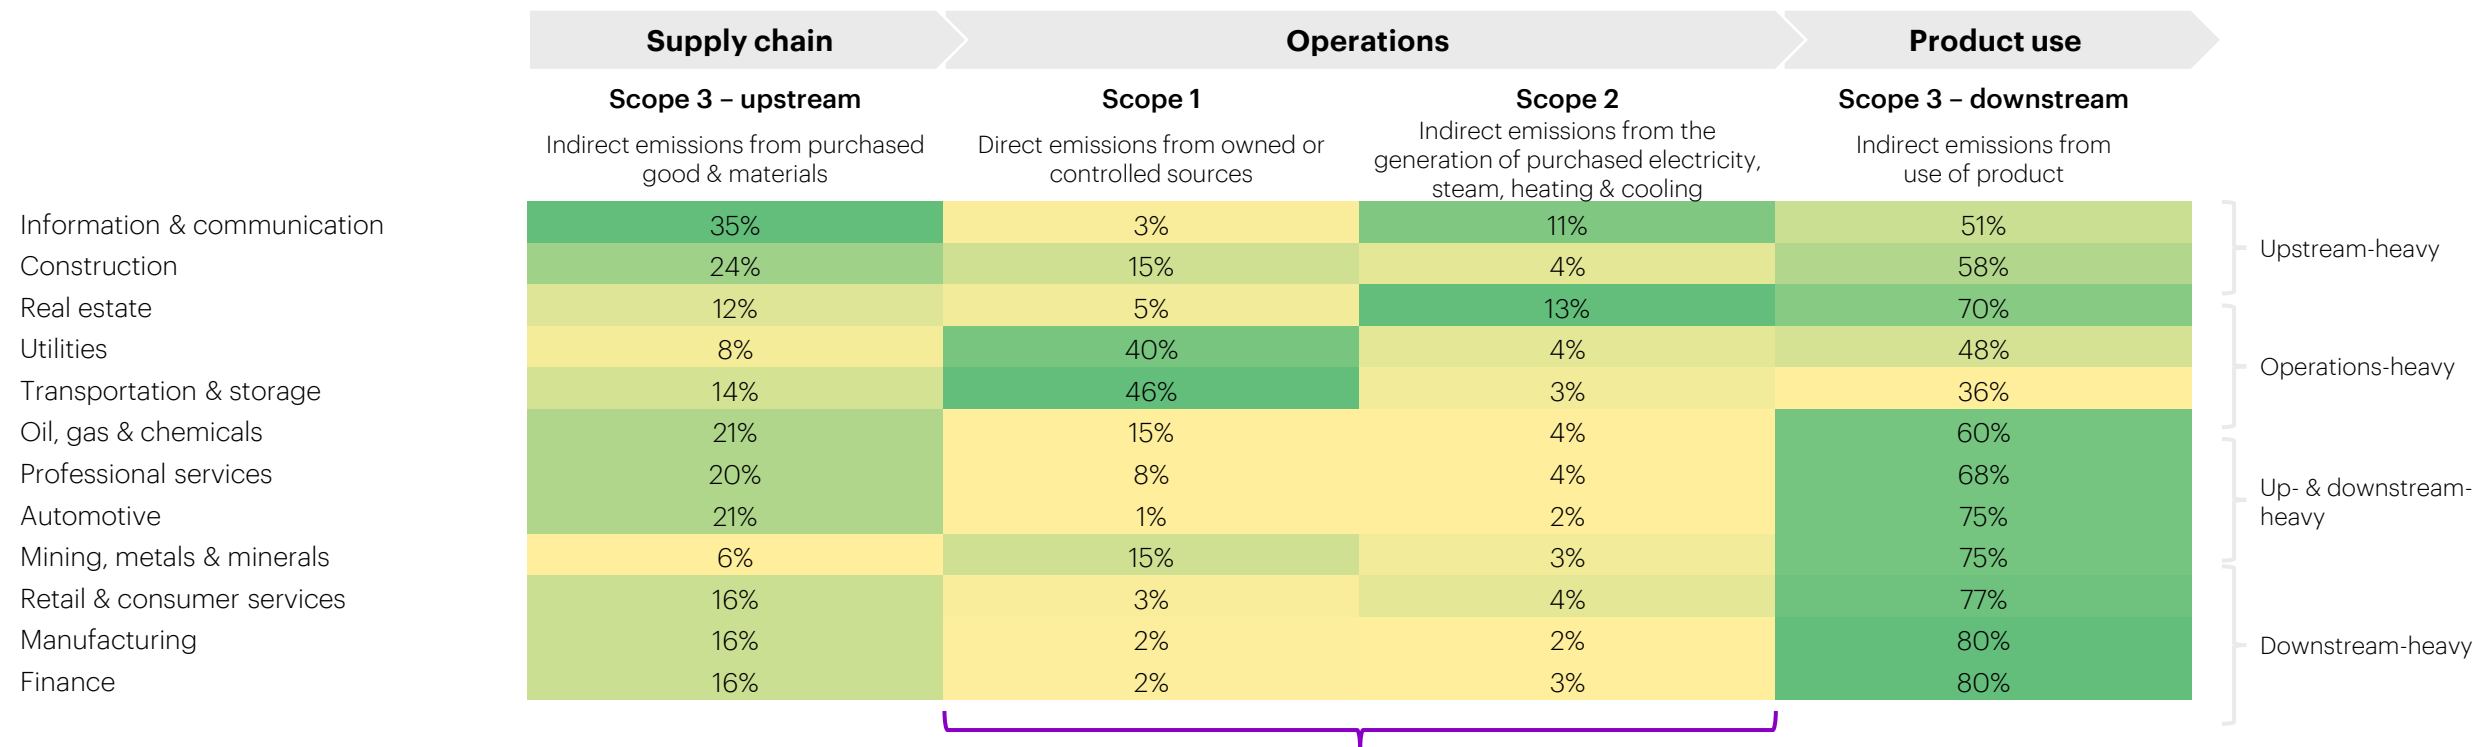 Supply chain Operations Product use
Scope 3 – upstream Scope 1 Scope 2 Scope 3 – downstream
Indirect emissions from purchased
good & materials
Direct emissions from owned or
controlled sources
Indirect emissions from the
generation of purchased electricity,
steam, heating & cooling
Indirect emissions from
use of product
Information & communication 35% 3% 11% 51%
Construction 24% 15% 4% 58%
Upstream-heavy
Real estate 12% 5% 13% 70%
Utilities 8% 40% 4% 48%
Transportation & storage 14% 46% 3% 36%
Operations-heavy
Oil, gas & chemicals 21% 15% 4% 60%
Professional services 20% 8% 4% 68%
Automotive 21% 1% 2% 75%
Up- & downstream-
heavy
Mining, metals & minerals 6% 15% 3% 75%
Retail & consumer services 16% 3% 4% 77%
Manufacturing 16% 2% 2% 80%
Finance 16% 2% 3% 80%
Downstream-heavy